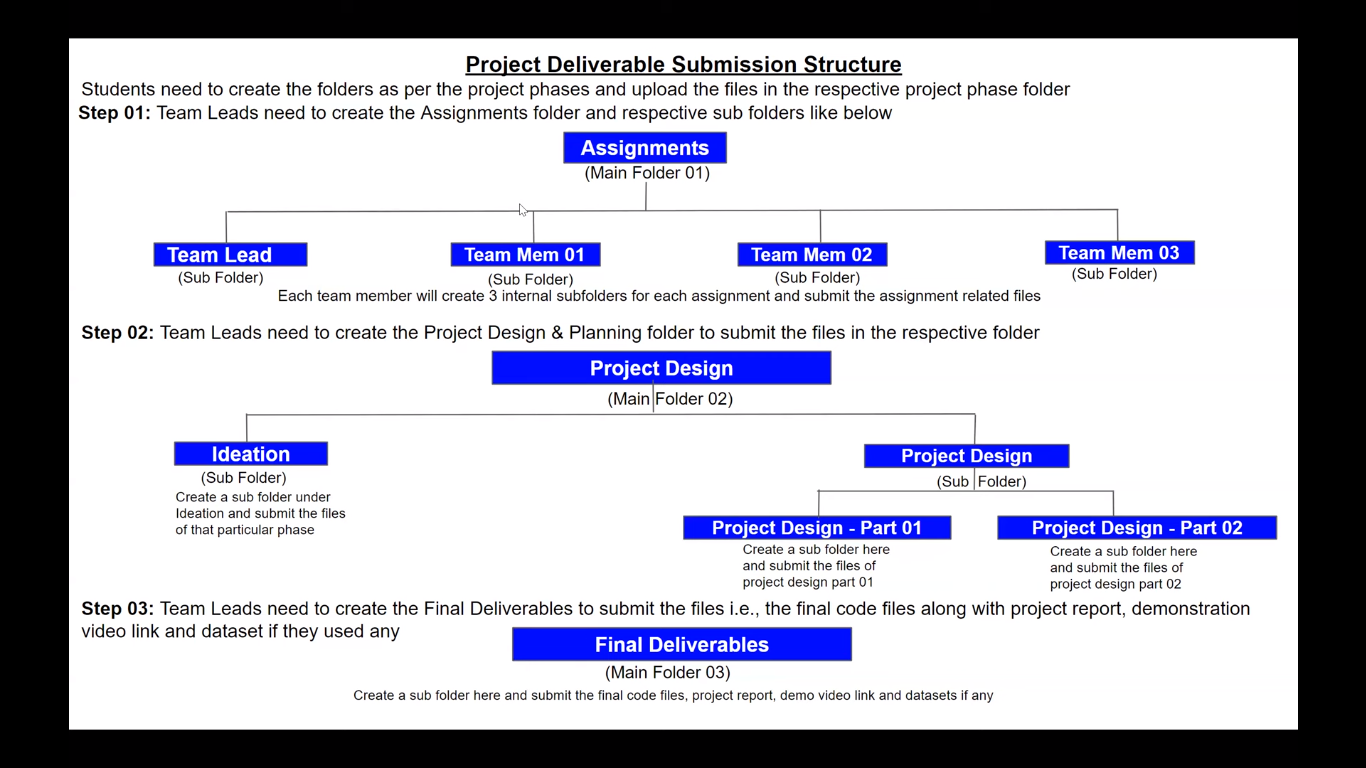 Project Deliverable Submission Structure
Students need to create the folders as per the project phases and upload the files in the respective project phase folder
Step 01: Team Leads need to create the Assignments folder and respective sub folders like below
Assignments
(Main Folder 01)
Team Lead
(Sub Folder)
Team Mem 01
(Sub Folder)
Team Mem 02
(Sub Folder)
Team Mem 03
(Sub Folder)
Each team member will create 3 internal subfolders for each assignment and submit the assignment related files
Step 02: Team Leads need to create the Project Design & Planning folder to submit the files in the respective folder
Project Design
(Main Folder 02)
Ideation
(Sub Folder)
Create a sub folder under
Ideation and submit the files
of that particular phase
Project Design
(Sub Folder)
Project Design - Part 01
Create a sub folder here
and submit the files of
project design part 01
Project Design - Part 02
Create a sub folder here
and submit the files of
project design part 02
Step 03: Team Leads need to create the Final Deliverables to submit the files i.e., the final code files along with project report, demonstration
video link and dataset if they used any
Final Deliverables
(Main Folder 03)
Create a sub folder here and submit the final code files, project report, demo video link and datasets if any